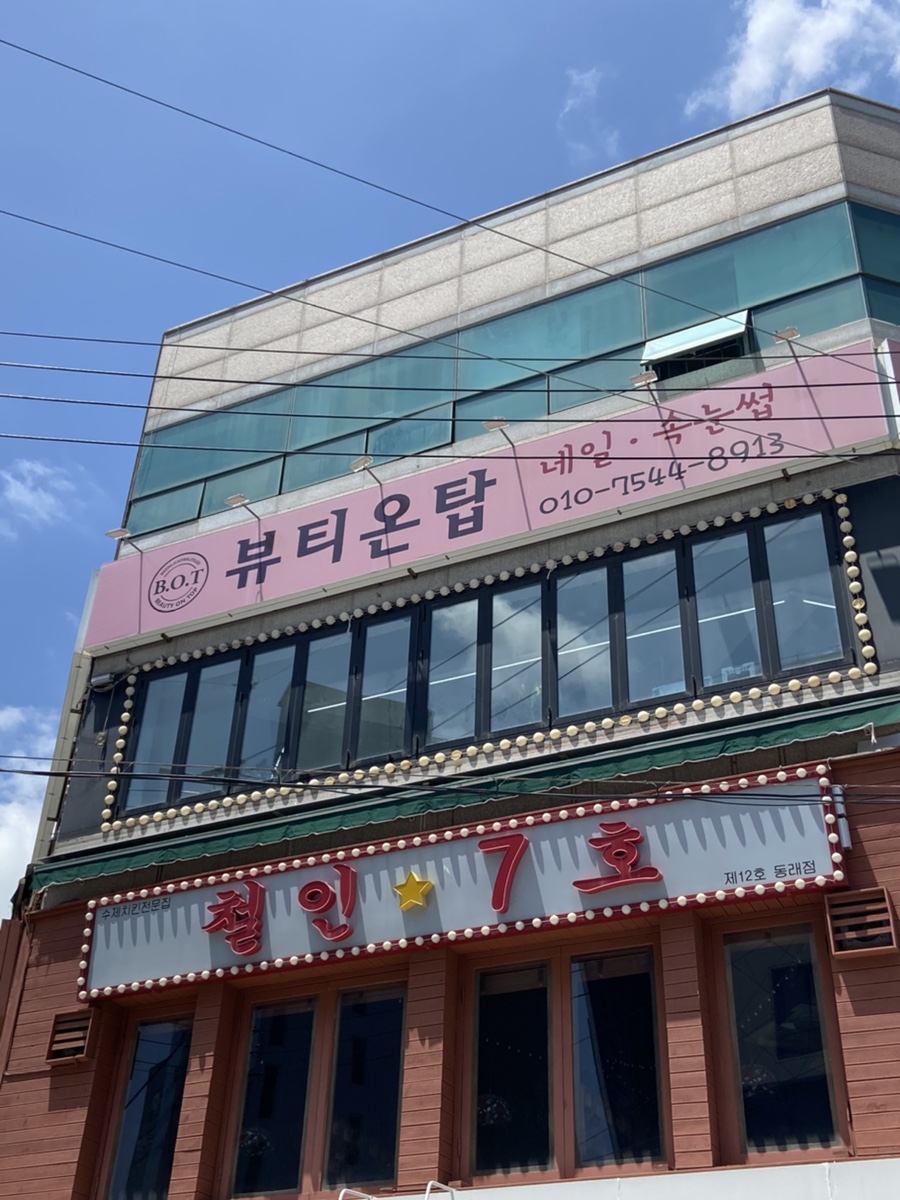 네일·속눈썹
뷰티온탑
010-7544-8913
B.O.T
BEAUTY ON TOP
수제치킨전문집
철인★7호
제12호 동래점